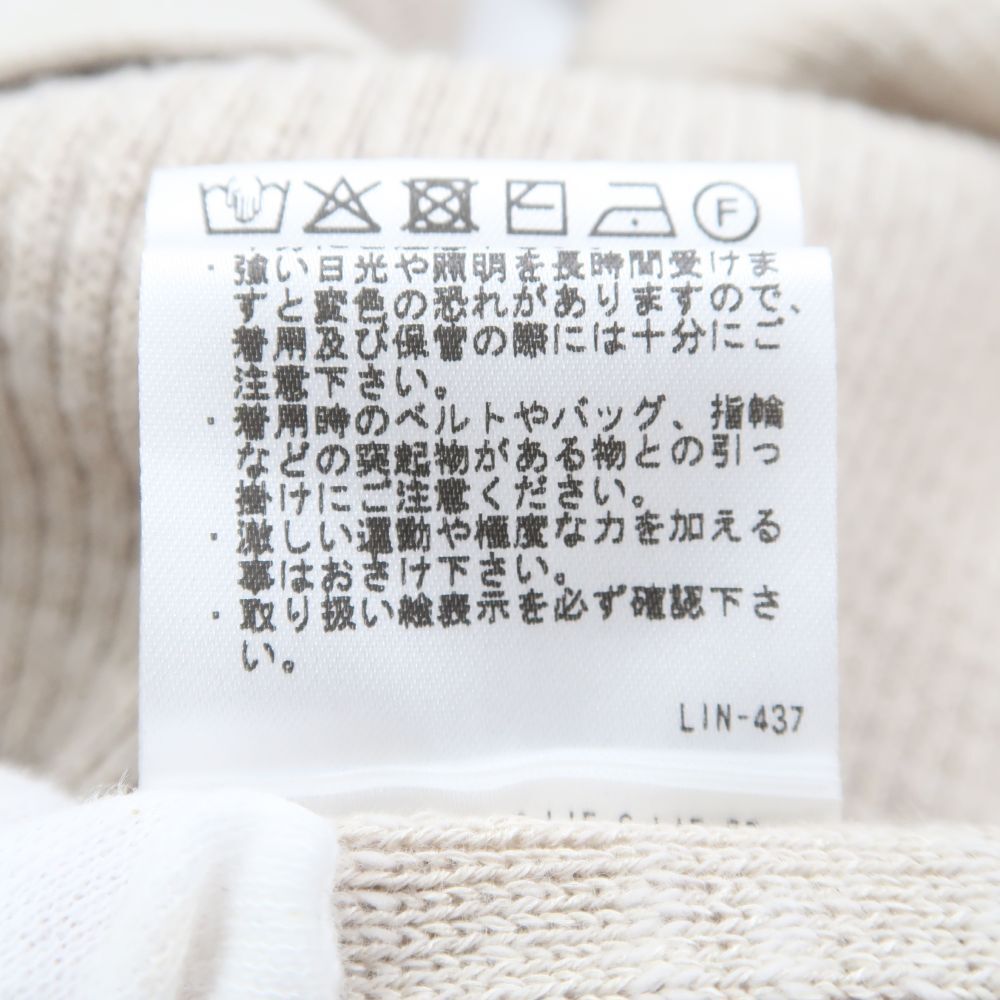 F
・強い日光や照明を長時間受けま
すと変色の恐れがありますので、
着用及び保管の際には十分にご
注意下さい。
・着用時のベルトやバッグ、指輪
などの突起物がある物との引っ
掛けにご注意ください。
・激しい運動や極度な力を加える
事はおさけ下さい。
・取り扱い絵表示を必ず確認下さ
い。
LIN-437